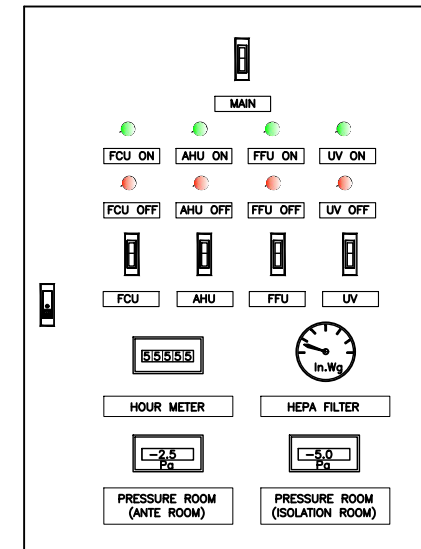 MAIN
FCU ON AHU ON FFU ON UV ON
FCU OFF AHU OFF FFU OFF UV OFF
FCU AHU FFU UV
55555 In.Wg
HOUR METER HEPA FILTER
-2.5 -5.0
Pa Pa
PRESSURE ROOM PRESSURE ROOM
(ANTE ROOM) (ISOLATION ROOM)